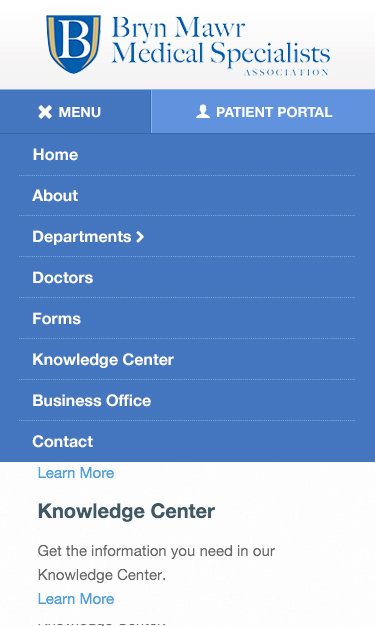 B
Bryn Mawr
Medical Specialists
ASSOCIATION
MENU
PATIENT PORTAL
Home
About
Departments
Doctors
Forms
Knowledge Center
Business Office
Contact
Learn More
Knowledge Center
Get the information you need in our
Knowledge Center.
Learn More